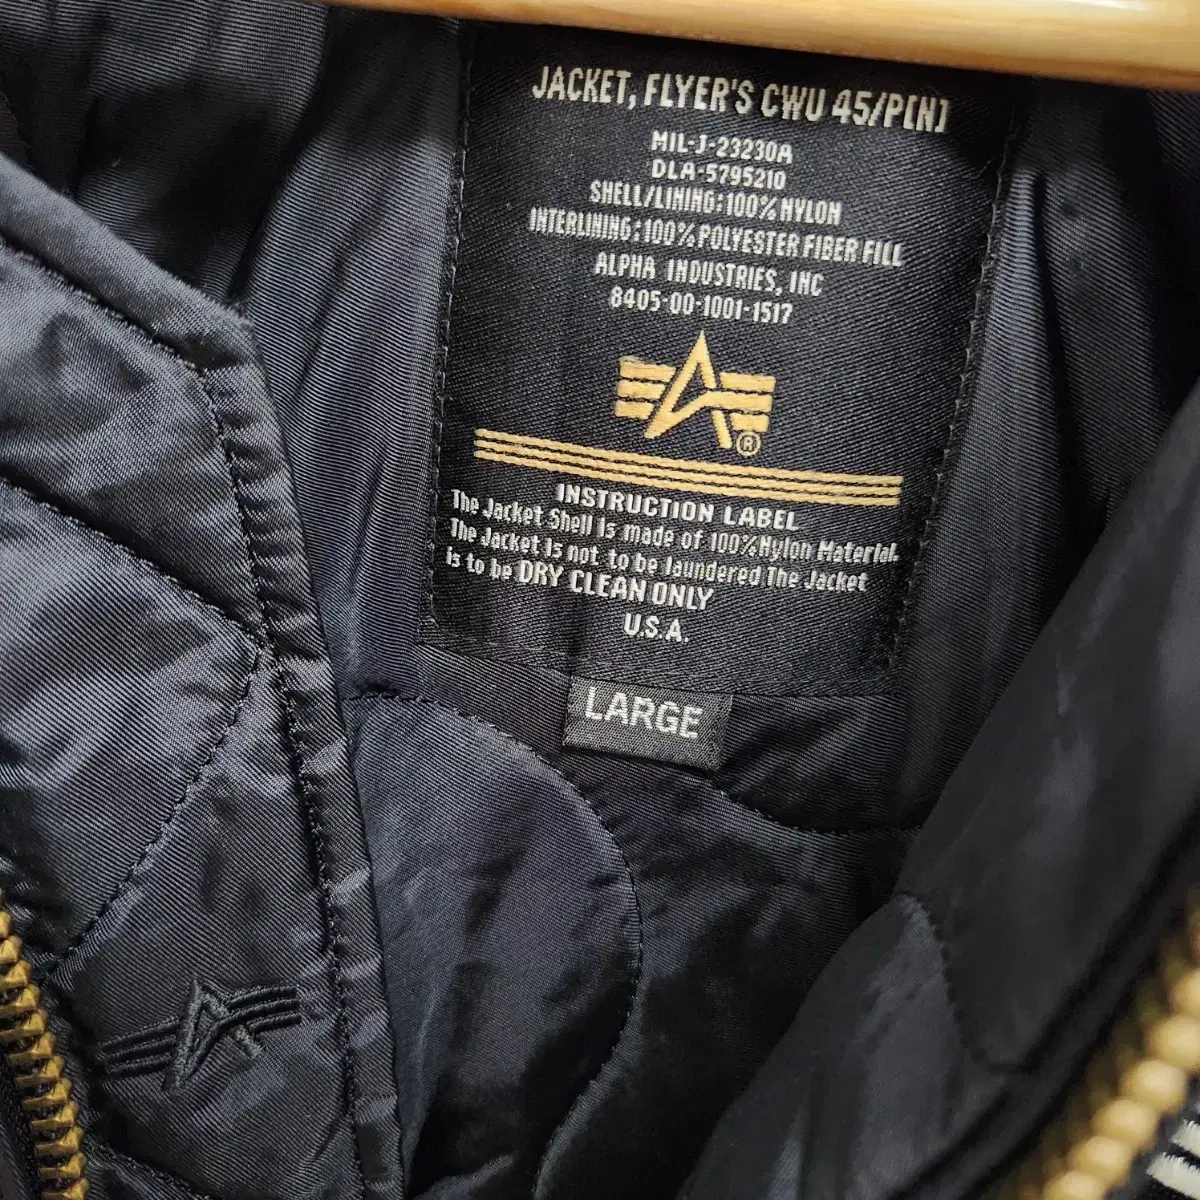 JACKET, FLYER'S CWU 45/P[N]
MIL-J-23230A
DLA-5795210
SHELL/LINING:100% NYLON
INTERLINING:100% POLYESTER FIBER FILL
ALPHA INDUSTRIES, INC
8405-00-1001-1517
®
INSTRUCTION LABEL
The Jacket Shell is made of 100% Nylon Material.
The Jacket is not to be laundered The Jacket
is to be DRY CLEAN ONLY
U.S.A.
LARGE